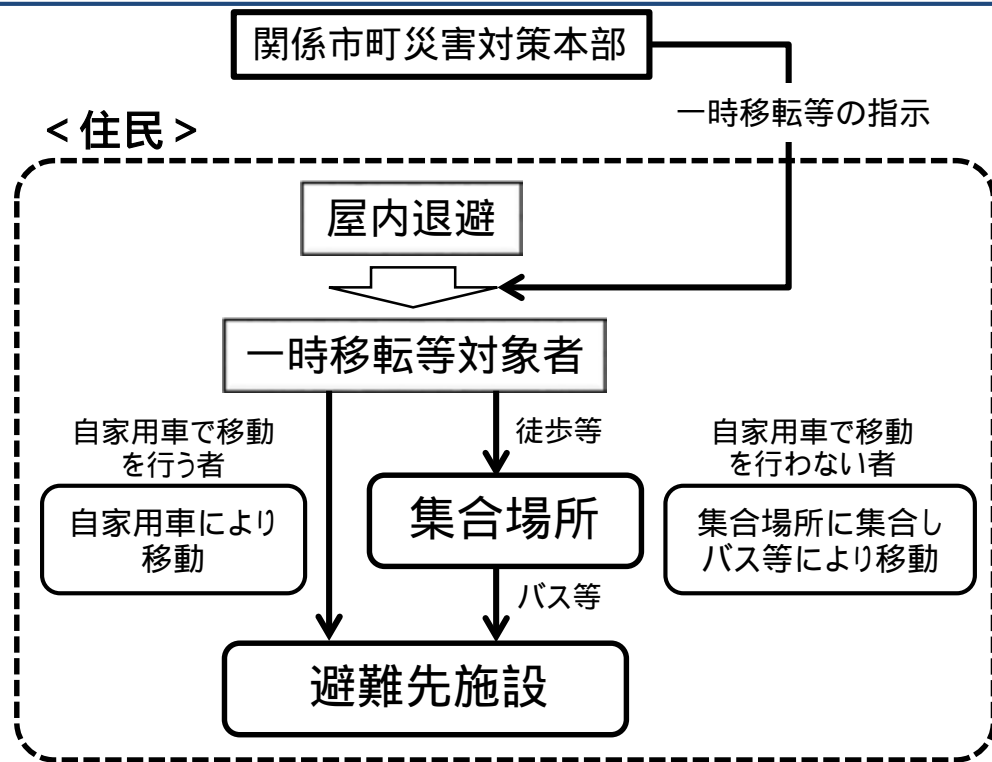 関係市町災害対策本部
一時移転等の指示
<住民>
屋内退避
一時移転等対象者
自家用車で移動
を行う者
徒歩等
自家用車で移動
を行わない者
自家用車により
移動
集合場所
集合場所に集合し
バス等により移動
バス等
避難先施設